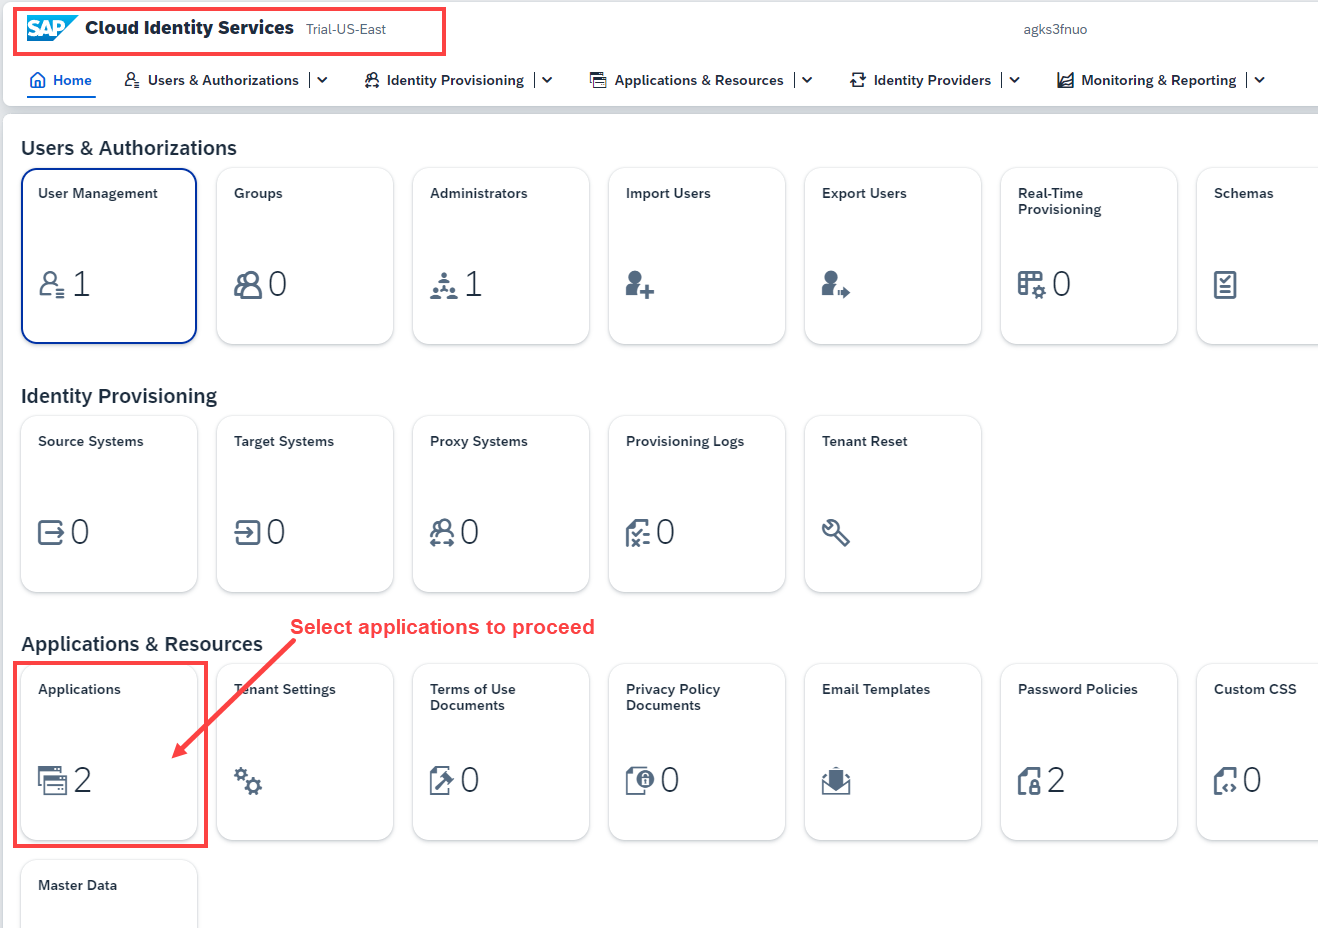 SAP Cloud Identity Services Trial-US-East agks3fnuo
Home Users & Authorizations Identity Provisioning Applications & Resources Identity Providers Monitoring & Reporting
Users & Authorizations
User Management
1
Groups
0
Administrators
1
Import Users
Export Users
Real-Time
Provisioning
0
Schemas
Identity Provisioning
Source Systems
0
Target Systems
0
Proxy Systems
0
Provisioning Logs
0
Tenant Reset
Select applications to proceed
Applications & Resources
Applications
2
Tenant Settings
Terms of Use
Documents
0
Privacy Policy
Documents
0
Email Templates
Password Policies
2
Custom CSS
0
Master Data